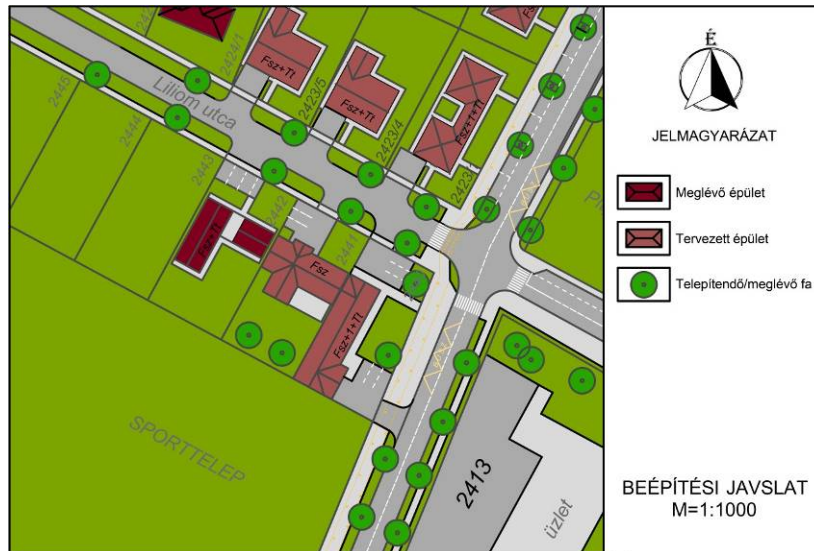 Fsz+Tt
2424/1
Liliom utca
2445
2444
2443
2442
2441
Fsz+Tt
2423/5
Fsz+1+Tt
2423/4
Fsz+Tt
Fsz
Fsz+1+Tt
SPORTTELEP
2413
üzlet
É
JELMAGYARÁZAT
Meglévő épület
Tervezett épület
Telepítendő/meglévő fa
BEÉPÍTÉSI JAVSLAT
M=1:1000